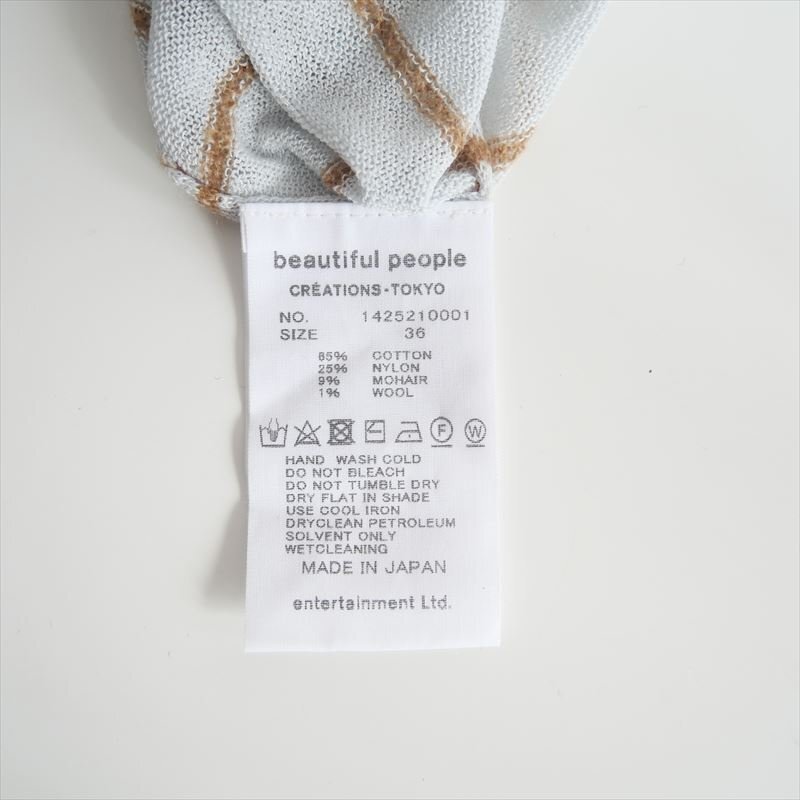 beautiful people
CRÉATIONS-TOKYO
NO. 1425210001
SIZE 36
65% COTTON
25% NYLON
9% MOHAIR
1% WOOL
F W
HAND WASH COLD
DO NOT BLEACH
DO NOT TUMBLE DRY
DRY FLAT IN SHADE
USE COOL IRON
DRYCLEAN PETROLEUM
SOLVENT ONLY
WETCLEANING
MADE IN JAPAN
entertainment Ltd.